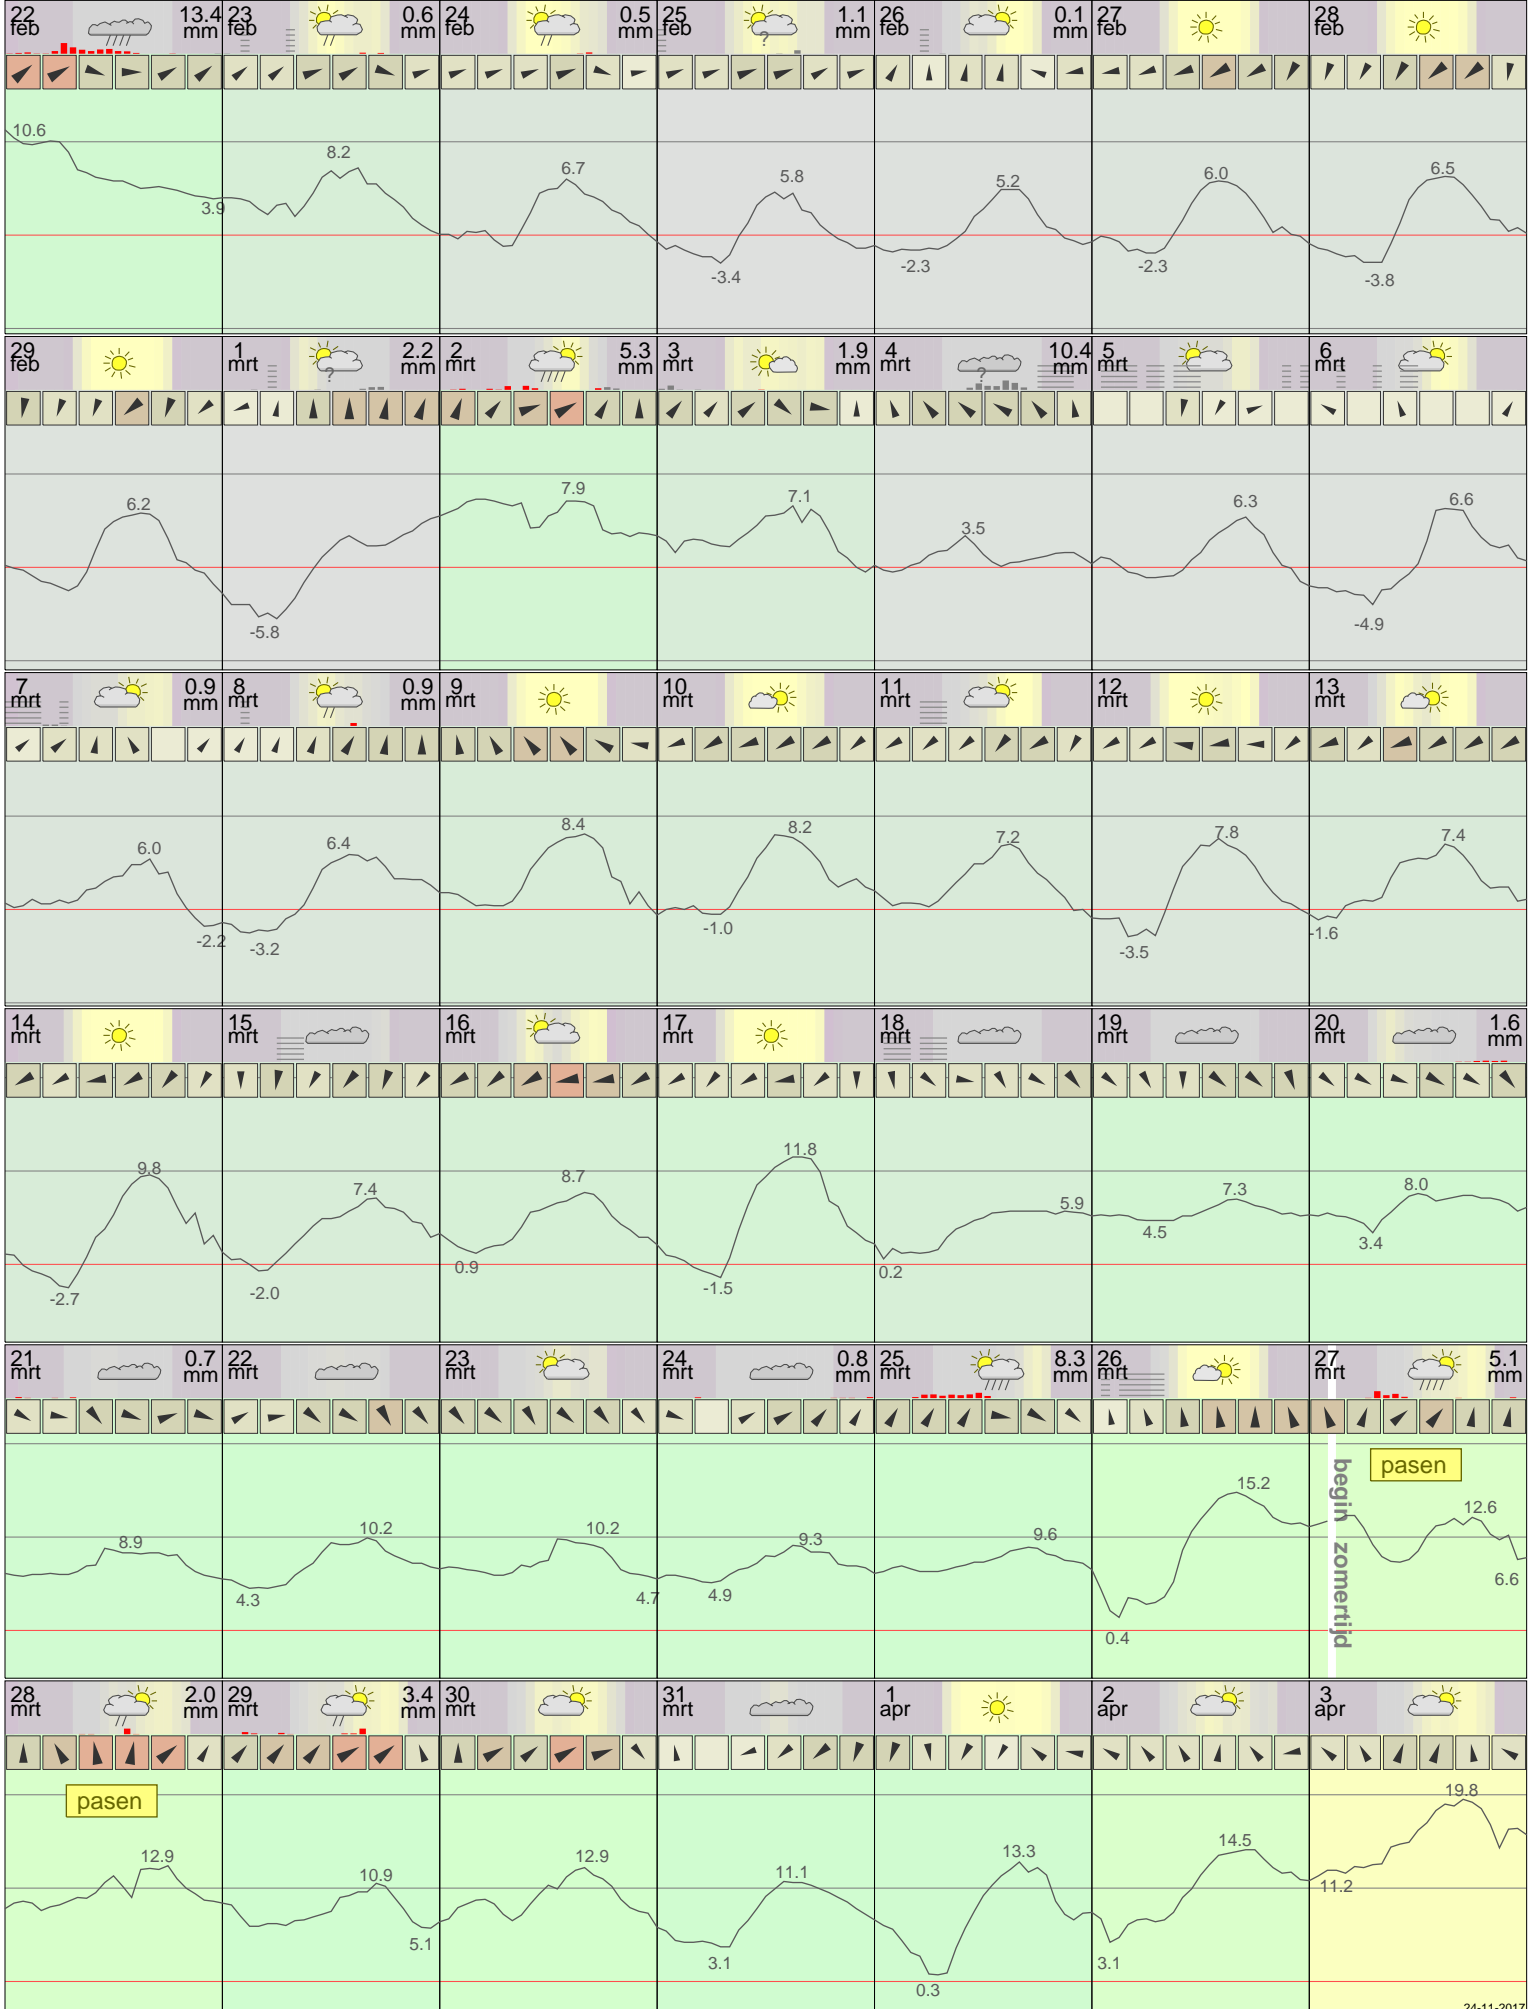 22 feb 13.4 mm
23 feb 0.6 mm
24 feb 0.5 mm
25 feb 1.1 mm
26 feb 0.1 mm
27 feb
28 feb
?
10.6
3.9
8.2
6.7
-3.4
5.8
-2.3
5.2
-2.3
6.0
-3.8
6.5
29 feb
1 mrt 2.2 mm
2 mrt 5.3 mm
3 mrt 1.9 mm
4 mrt 10.4 mm
5 mrt
6 mrt
?
?
6.2
-5.8
7.9
7.1
3.5
6.3
-4.9
6.6
7 mrt 0.9 mm
8 mrt 0.9 mm
9 mrt
10 mrt
11 mrt
12 mrt
13 mrt
6.0
-2.2
-3.2
6.4
8.4
-1.0
8.2
7.2
-3.5
7.8
-1.6
7.4
14 mrt
15 mrt
16 mrt
17 mrt
18 mrt
19 mrt
20 mrt 1.6 mm
-2.7
9.8
-2.0
7.4
0.9
8.7
-1.5
11.8
0.2
5.9
4.5
7.3
3.4
8.0
21 mrt 0.7 mm
22 mrt
23 mrt
24 mrt 0.8 mm
25 mrt 8.3 mm
26 mrt
27 mrt 5.1 mm
8.9
4.3
10.2
10.2
4.7
4.9
9.3
9.6
0.4
15.2
begin zomertijd
pasen
12.6
6.6
28 mrt 2.0 mm
29 mrt 3.4 mm
30 mrt
31 mrt
1 apr
2 apr
3 apr
pasen
12.9
10.9
5.1
12.9
3.1
11.1
0.3
13.3
3.1
14.5
11.2
19.8
24-11-2017